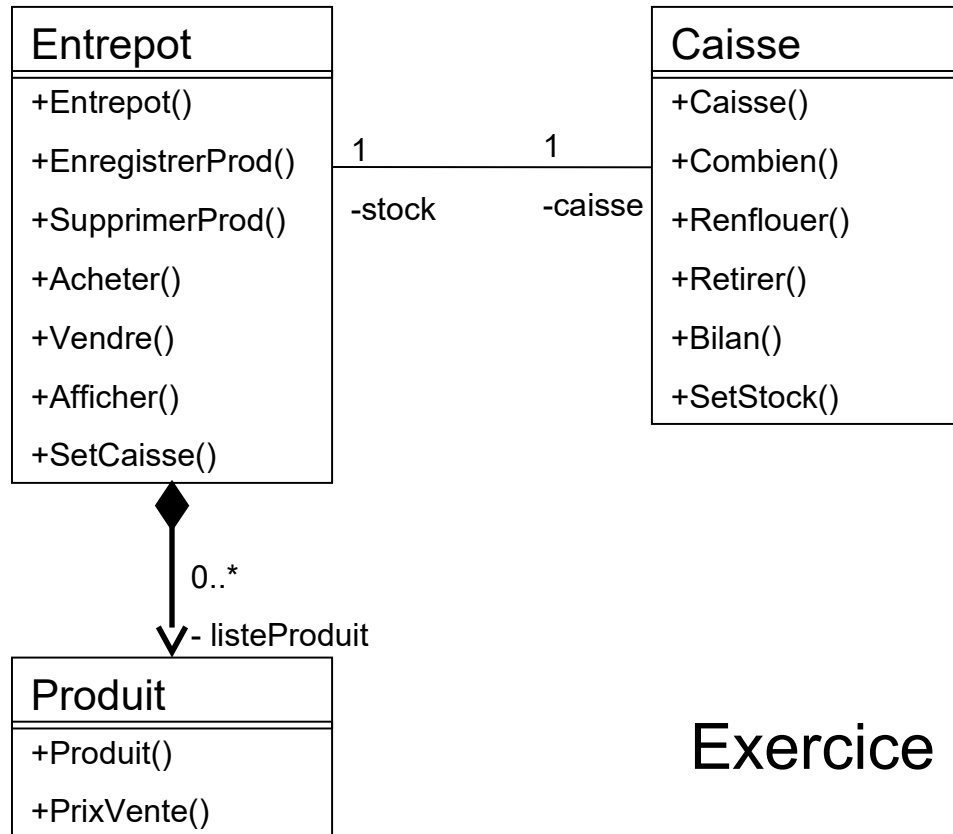 Entrepot
+Entrepot()
+EnregistrerProd()
+SupprimerProd()
+Acheter()
+Vendre()
+Afficher()
+SetCaisse()
1
1
-stock
-caisse
Caisse
+Caisse()
+Combien()
+Renflouer()
+Retirer()
+Bilan()
+SetStock()
0..*
- listeProduit
Produit
+Produit()
+PrixVente()
Exercice